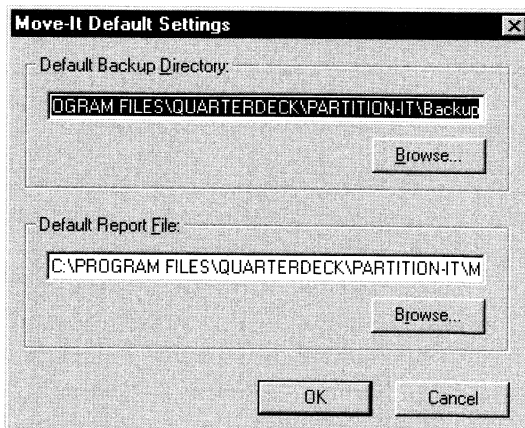 Move-It Default Settings
Default Backup Directory:
OGRAM FILES\QUARTERDECK\PARTITION-IT\Backup
Browse...
Default Report File:
C:\PROGRAM FILES\QUARTERDECK\PARTITION-IT\M
Browse...
OK Cancel